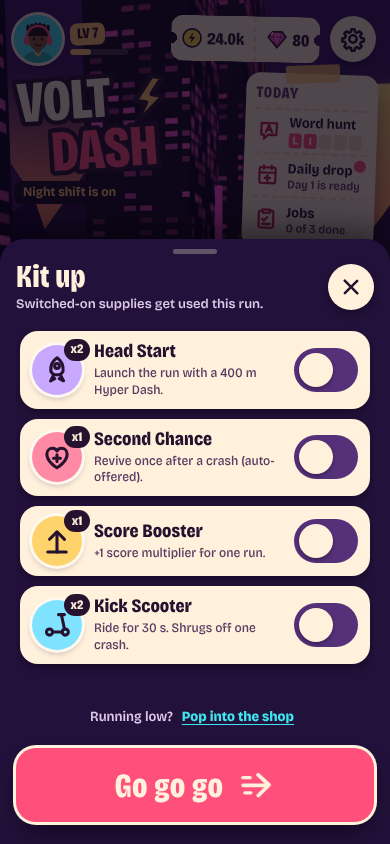 LV 7
24.0k
80
VOLT
DASH
Night shift is on
TODAY
Word hunt
L I
Daily drop
Day 1 is ready
Jobs
0 of 3 done
Kit up
Switched-on supplies get used this run.
x2
Head Start
Launch the run with a 400 m
Hyper Dash.
x1
Second Chance
Revive once after a crash (auto-
offered).
x1
Score Booster
+1 score multiplier for one run.
x2
Kick Scooter
Ride for 30 s. Shrugs off one
crash.
Running low? Pop into the shop
Go go go